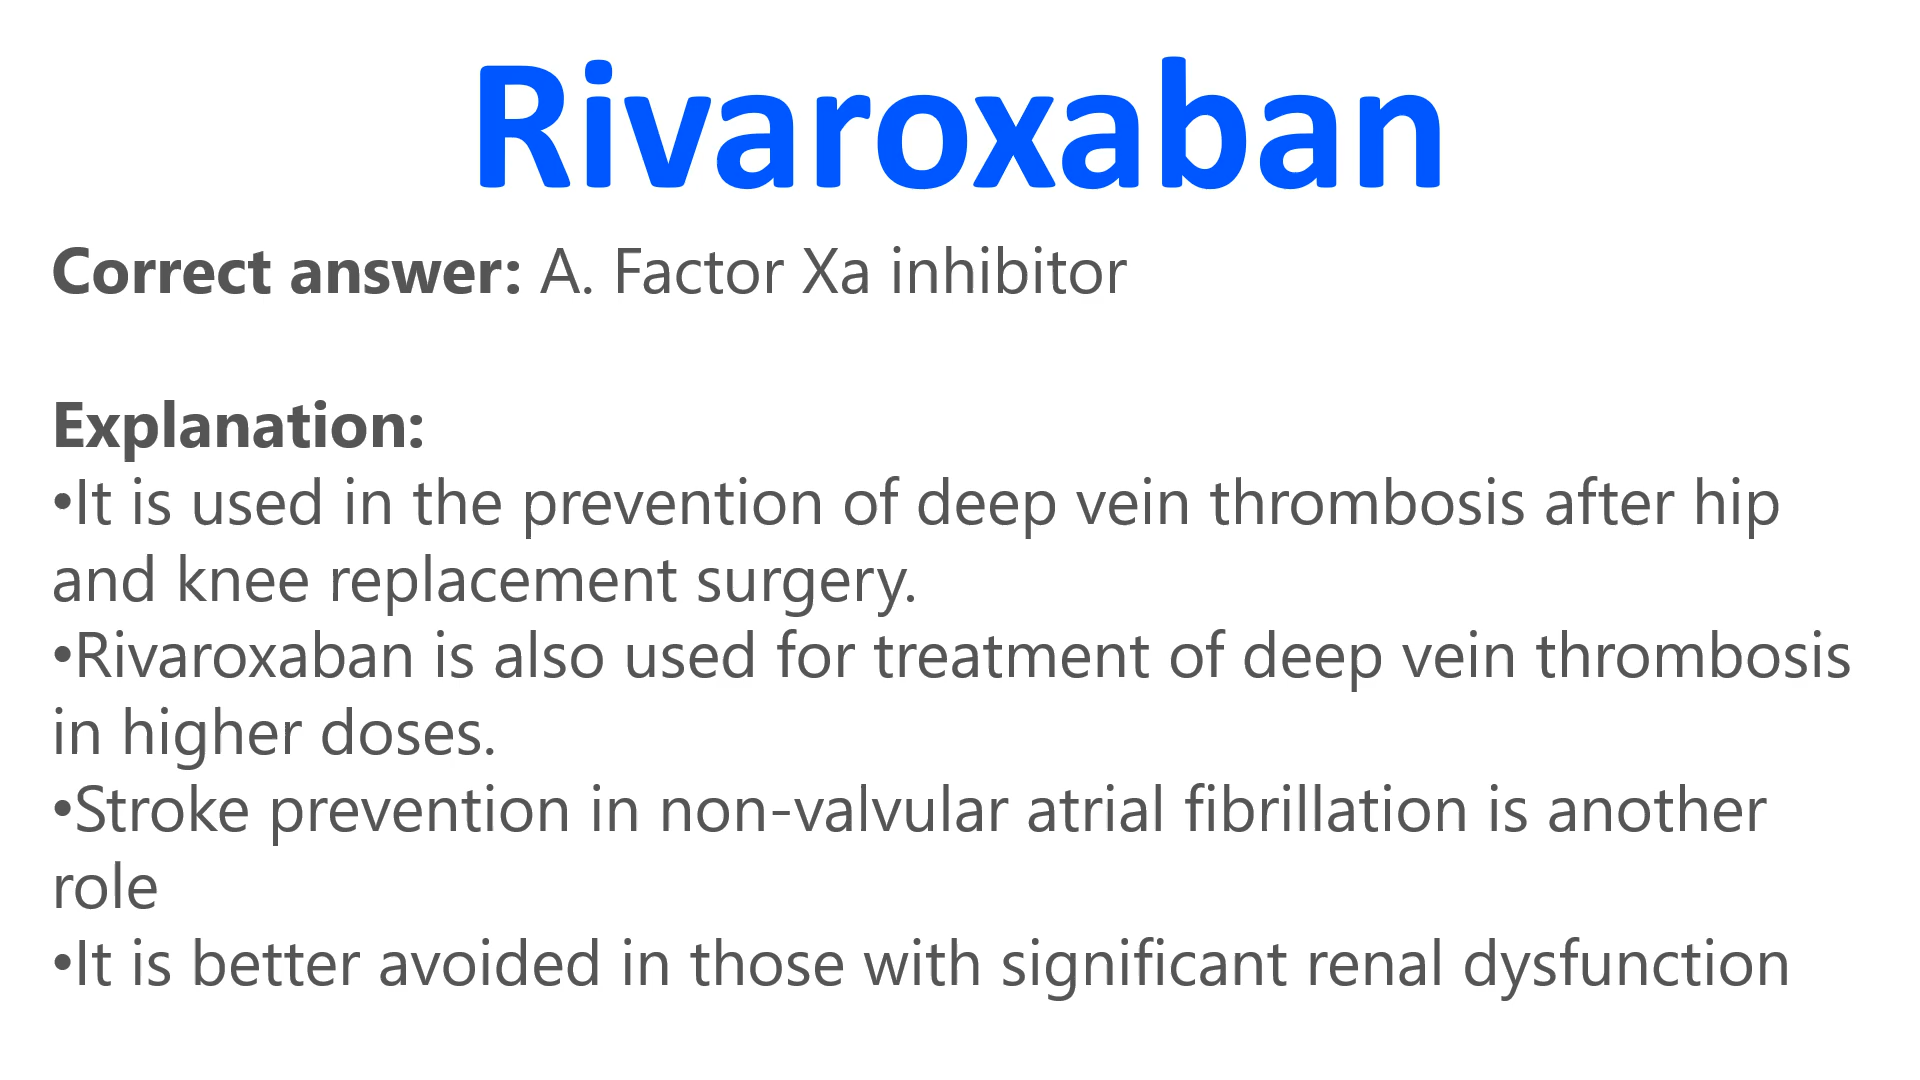 Rivaroxaban
Correct answer: A. Factor Xa inhibitor
Explanation:
•It is used in the prevention of deep vein thrombosis after hip
and knee replacement surgery.
•Rivaroxaban is also used for treatment of deep vein thrombosis
in higher doses.
•Stroke prevention in non-valvular atrial fibrillation is another
role
•It is better avoided in those with significant renal dysfunction